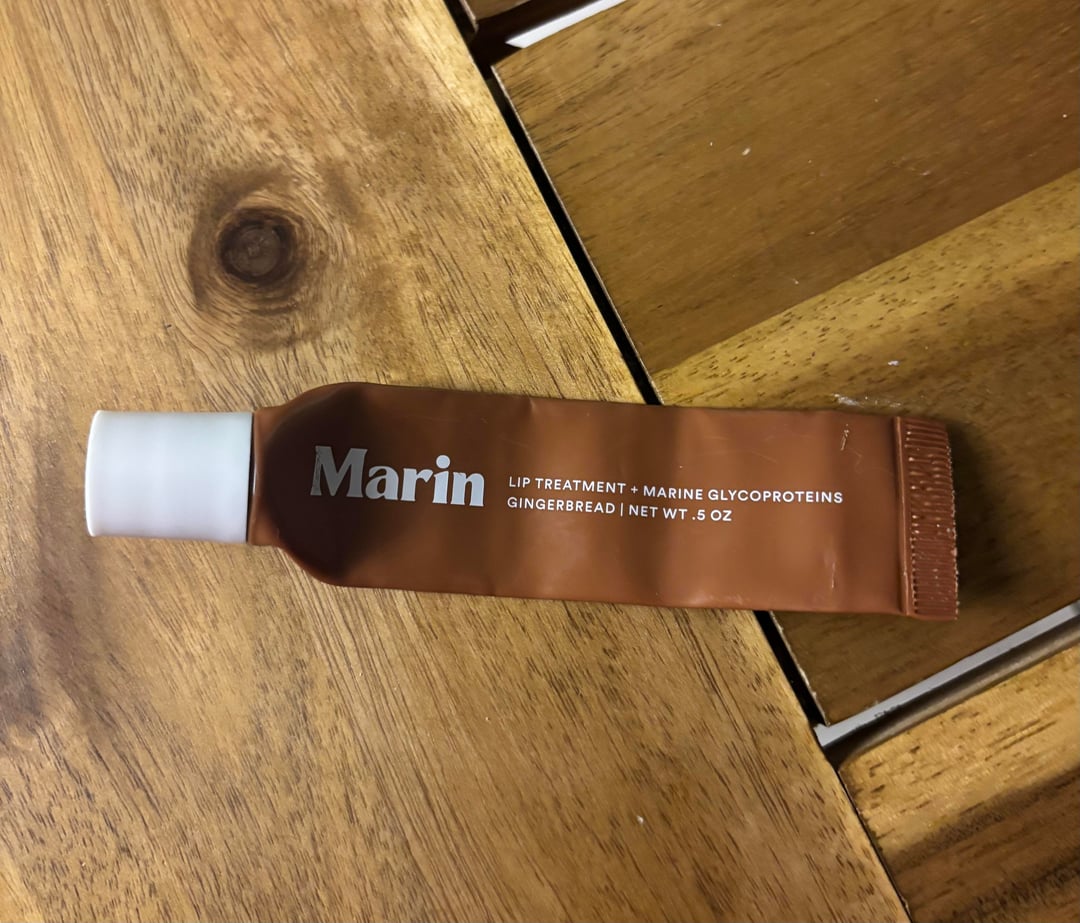 Marin
LIP TREATMENT + MARINE GLYCOPROTEINS
GINGERBREAD | NET WT .5 OZ